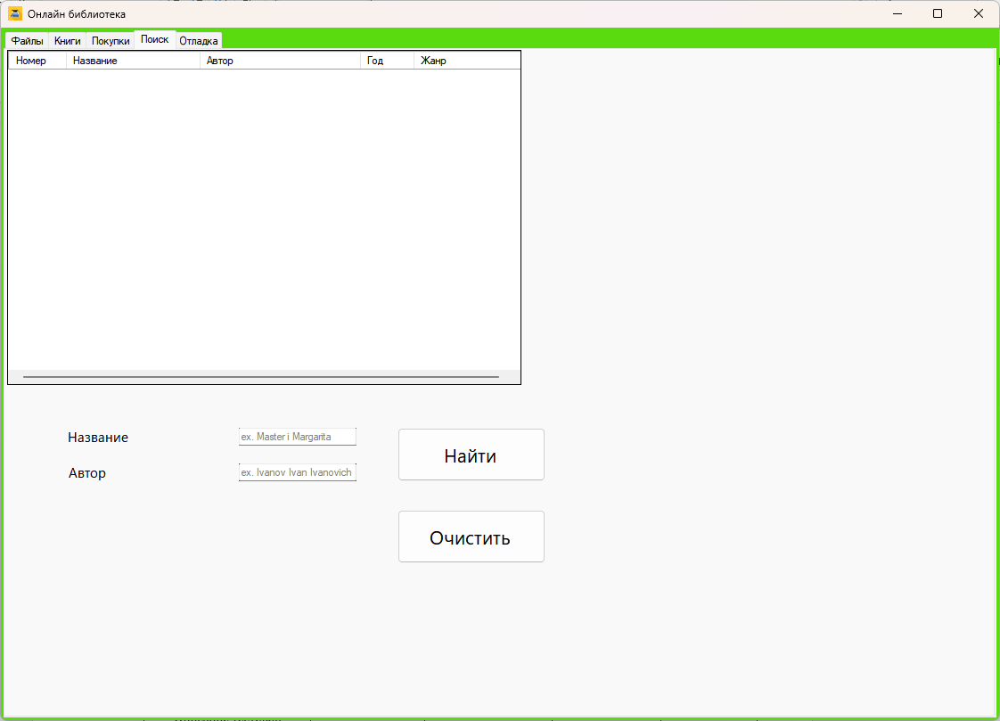 Онлайн библиотека
Файлы Книги Покупки Поиск Отладка
Номер Название Автор Год Жанр
Название ex. Master i Margarita Найти
Автор ex. Ivanov Ivan Ivanovich
Очистить